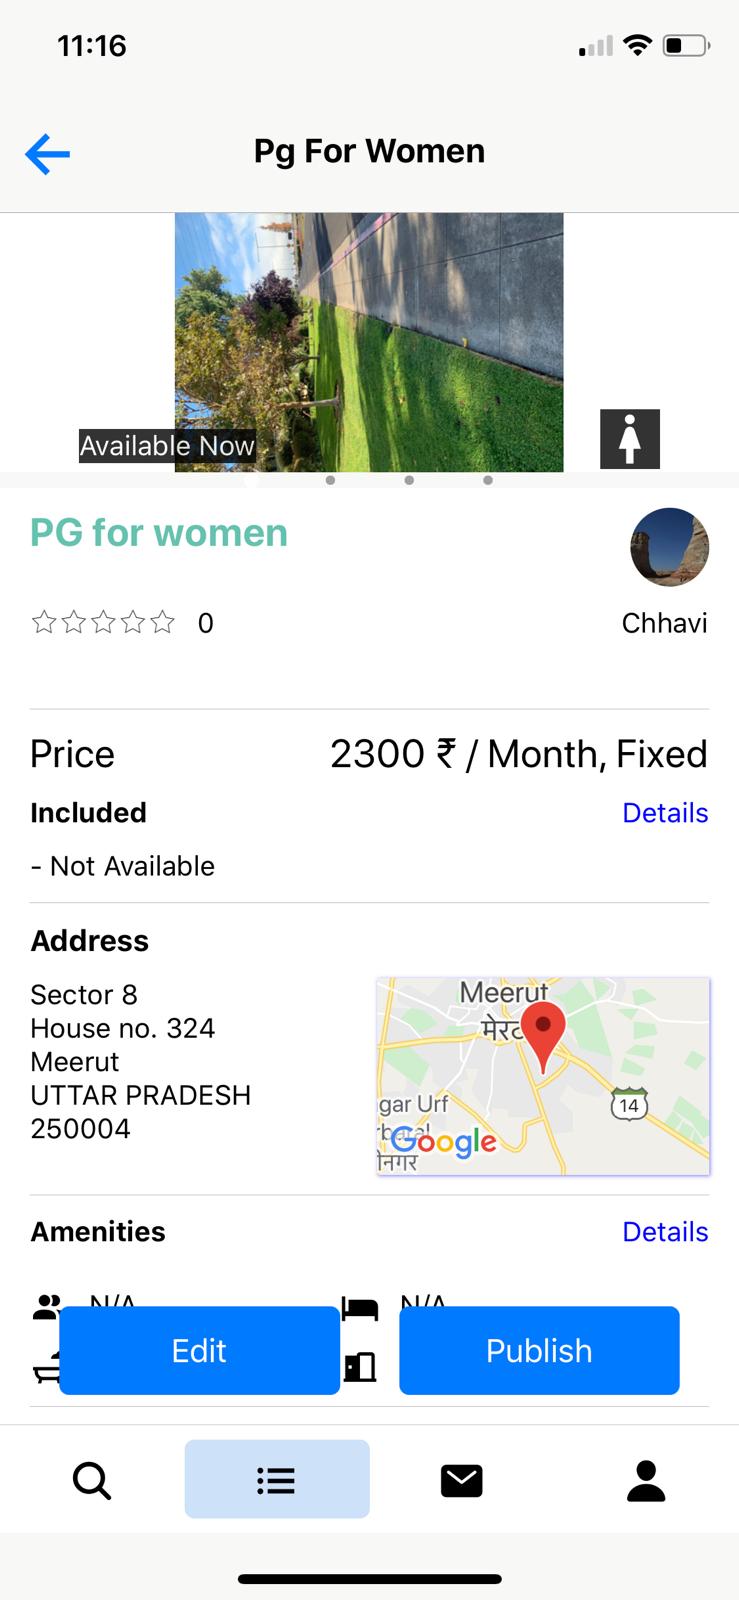 11:16
Pg For Women
Available Now
PG for women
0
Chhavi
Price
2300 ₹ / Month, Fixed
Included
Details
- Not Available
Address
Sector 8
House no. 324
Meerut
UTTAR PRADESH
250004
Meerut
14
gar Urf
Google
नगर
Amenities
Details
N/A
N/A
Edit
Publish